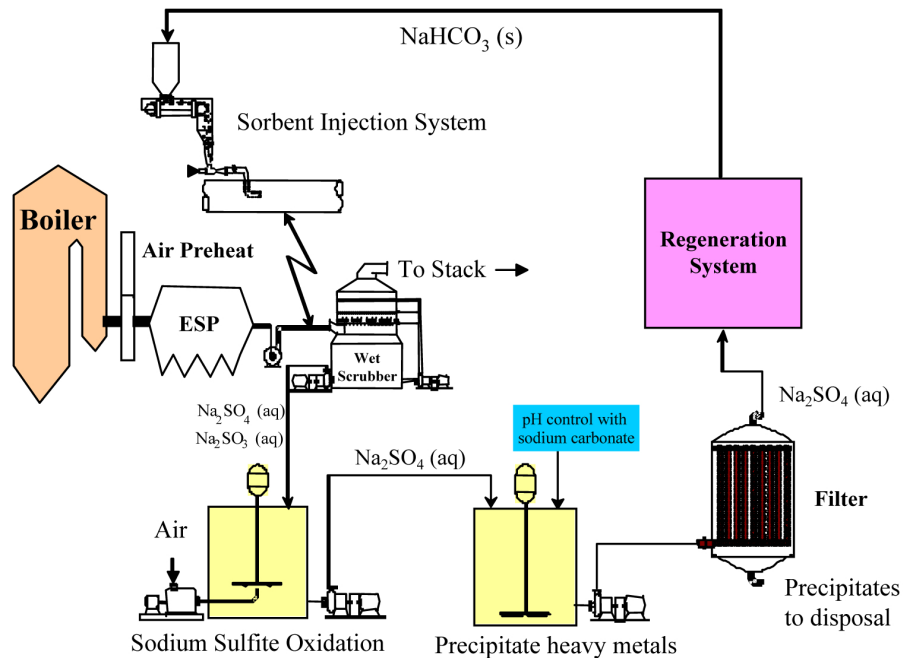 NaHCO₃ (s)
Sorbent Injection System
Boiler
Air Preheat
ESP
To Stack
Wet
Scrubber
Regeneration
System
Na₂SO₄ (aq)
Na₂SO₃ (aq)
Na₂SO₄ (aq)
pH control with
sodium carbonate
Na₂SO₄ (aq)
Filter
Air
Sodium Sulfite Oxidation
Precipitate heavy metals
Precipitates
to disposal